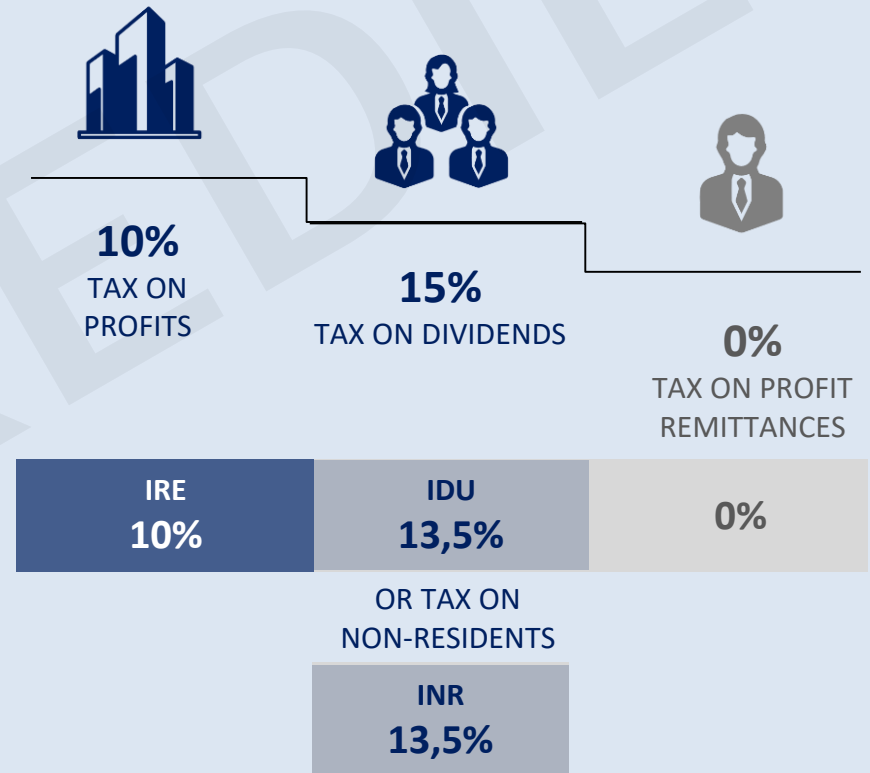 10%
TAX ON
PROFITS
15%
TAX ON DIVIDENDS
0%
TAX ON PROFIT
REMITTANCES
IRE
10%
IDU
13,5%
0%
OR TAX ON
NON-RESIDENTS
INR
13,5%